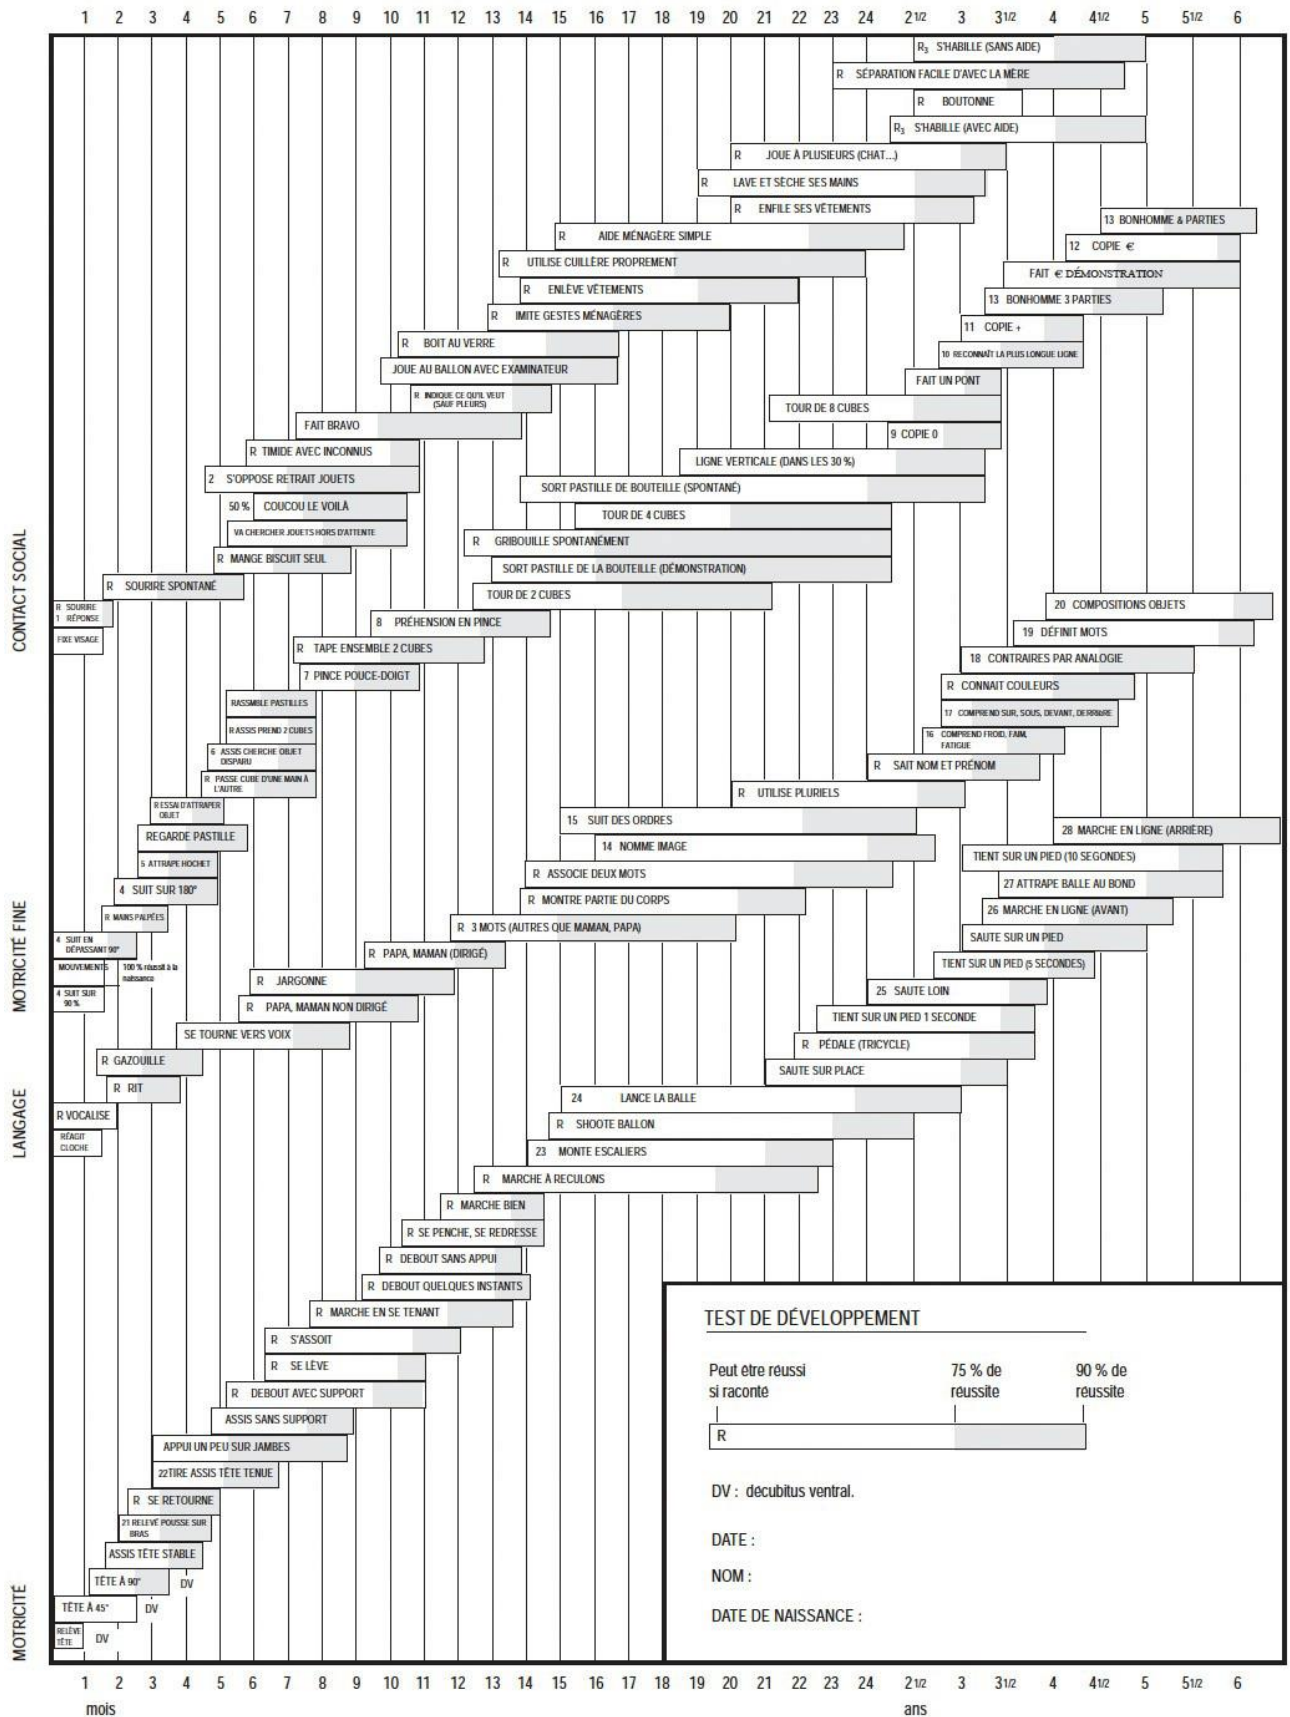 1 2 3 4 5 6 7 8 9 10 11 12 13 14 15 16 17 18 19 20 21 22 23 24 2 1/2 3 3 1/2 4 4 1/2 5 5 1/2 6
R3 S'HABILLE (SANS AIDE)
R SÉPARATION FACILE D'AVEC LA MÈRE
R BOUTONNE
R3 S'HABILLE (AVEC AIDE)
R JOUE À PLUSIEURS (CHAT...)
R LAVE ET SÈCHE SES MAINS
R ENFILE SES VÊTEMENTS
13 BONHOMME & PARTIES
R AIDE MÉNAGÈRE SIMPLE
12 COPIE €
R UTILISE CUILLÈRE PROPREMENT
FAIT € DÉMONSTRATION
R ENLÈVE VÊTEMENTS
13 BONHOMME 3 PARTIES
R IMITE GESTES MÉNAGÈRES
11 COPIE +
R BOIT AU VERRE
10 RECONNAÎT LA PLUS LONGUE LIGNE
JOUE AU BALLON AVEC EXAMINATEUR
FAIT UN PONT
R INDIQUE CE QU'IL VEUT
(SAUF PLEURS)
TOUR DE 8 CUBES
FAIT BRAVO
9 COPIE 0
R TIMIDE AVEC INCONNUS
LIGNE VERTICALE (DANS LES 30 %)
2 S'OPPOSE RETRAIT JOUETS
SORT PASTILLE DE BOUTEILLE (SPONTANÉ)
50 % COUCOU LE VOILÀ
TOUR DE 4 CUBES
VA CHERCHER JOUETS HORS D'ATTENTE
R GRIBOUILLE SPONTANÉMENT
R MANGE BISCUIT SEUL
SORT PASTILLE DE LA BOUTEILLE (DÉMONSTRATION)
CONTACT SOCIAL
R SOURIRE SPONTANÉ
TOUR DE 2 CUBES
R SOURIRE
1 RÉPONSE
20 COMPOSITIONS OBJETS
8 PRÉHENSION EN PINCE
19 DÉFINIT MOTS
FIXE VISAGE
R TAPE ENSEMBLE 2 CUBES
18 CONTRAIRES PAR ANALOGIE
7 PINCE POUCE-DOIGT
R CONNAIT COULEURS
RASSMBLE PASTILLES
17 COMPREND SUR, SOUS, DEVANT, DERRIèRE
R ASSIS PREND 2 CUBES
16 COMPREND FROID, FAIM,
FATIGUE
6 ASSIS CHERCHE OBJET
DISPARU
R SAIT NOM ET PRÉNOM
R PASSE CUBE D'UNE MAIN À
L'AUTRE
R UTILISE PLURIELS
R ESSAI D'ATTRAPER
OBJET
15 SUIT DES ORDRES
28 MARCHE EN LIGNE (ARRIÈRE)
REGARDE PASTILLE
14 NOMME IMAGE
TIENT SUR UN PIED (10 SEGONDES)
5 ATTRAPE HOCHET
R ASSOCIE DEUX MOTS
27 ATTRAPE BALLE AU BOND
4 SUIT SUR 180°
R MONTRE PARTIE DU CORPS
26 MARCHE EN LIGNE (AVANT)
MOTRICITÉ FINE
R MAINS PALPÉES
R 3 MOTS (AUTRES QUE MAMAN, PAPA)
SAUTE SUR UN PIED
4 SUIT EN
DÉPASSANT 90°
R PAPA, MAMAN (DIRIGÉ)
TIENT SUR UN PIED (5 SECONDES)
MOUVEMENTS
100 % réussit à la
naissance
R JARGONNE
25 SAUTE LOIN
4 SUIT SUR
90 %
R PAPA, MAMAN NON DIRIGÉ
TIENT SUR UN PIED 1 SECONDE
SE TOURNE VERS VOIX
R PÉDALE (TRICYCLE)
R GAZOUILLE
SAUTE SUR PLACE
LANGAGE
R RIT
24 LANCE LA BALLE
R VOCALISE
R SHOOTE BALLON
RÉAGIT
CLOCHE
23 MONTE ESCALIERS
R MARCHE À RECULONS
R MARCHE BIEN
R SE PENCHE, SE REDRESSE
R DEBOUT SANS APPUI
R DEBOUT QUELQUES INSTANTS
R MARCHE EN SE TENANT
R S'ASSOIT
R SE LÈVE
R DEBOUT AVEC SUPPORT
ASSIS SANS SUPPORT
APPUI UN PEU SUR JAMBES
22TIRE ASSIS TÊTE TENUE
R SE RETOURNE
21 RELEVÉ POUSSE SUR
BRAS
ASSIS TÊTE STABLE
MOTRICITÉ
TÊTE À 90° DV
TÊTE À 45° DV
RELÈVE
TÊTE DV
TEST DE DÉVELOPPEMENT
Peut être réussi
si raconté
75 % de
réussite
90 % de
réussite
R
DV : décubitus ventral.
DATE :
NOM :
DATE DE NAISSANCE :
1 2 3 4 5 6 7 8 9 10 11 12 13 14 15 16 17 18 19 20 21 22 23 24 2 1/2 3 3 1/2 4 4 1/2 5 5 1/2 6
mois ans